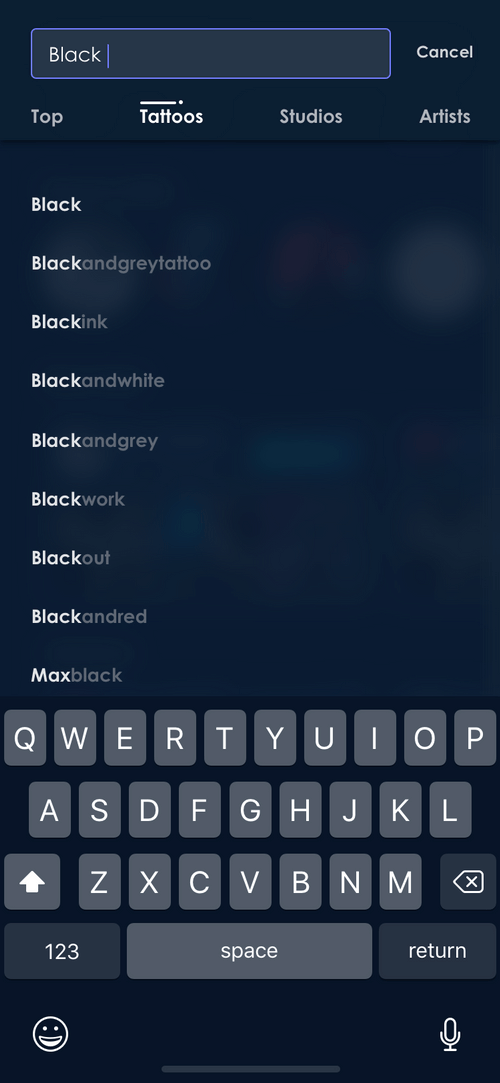 Black
Cancel
Top Tattoos Studios Artists
Black
Blackandgreytattoo
Blackink
Blackandwhite
Blackandgrey
Blackwork
Blackout
Blackandred
Maxblack
Q W E R T Y U I O P
A S D F G H J K L
Z X C V B N M
123 space return